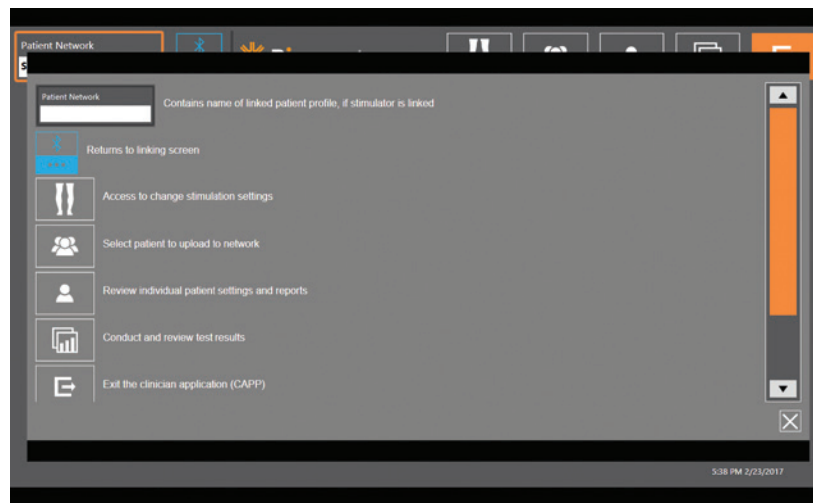 Patient Network
Patient Network
Contains name of linked patient profile, if stimulator is linked
Returns to linking screen
Access to change stimulation settings
Select patient to upload to network
Review individual patient settings and reports
Conduct and review test results
Exit the clinician application (CAPP)
5:38 PM 2/23/2017